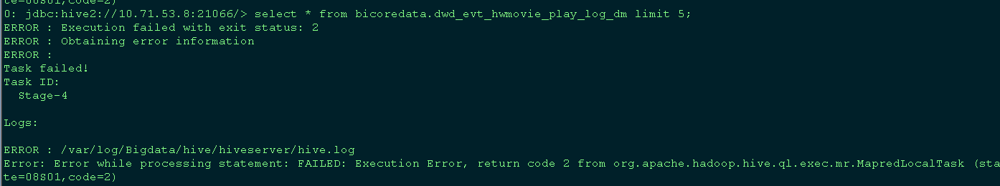 te=08S01,code=2)
0: jdbc:hive2://10.71.53.8:21066/> select * from bicoredata.dwd_evt_hwmovie_play_log_dm limit 5;
ERROR : Execution failed with exit status: 2
ERROR : Obtaining error information
ERROR :
Task failed!
Task ID:
  Stage-4
Logs:
ERROR : /var/log/Bigdata/hive/hiveserver/hive.log
Error: Error while processing statement: FAILED: Execution Error, return code 2 from org.apache.hadoop.hive.ql.exec.mr.MapredLocalTask (sta
te=08S01,code=2)